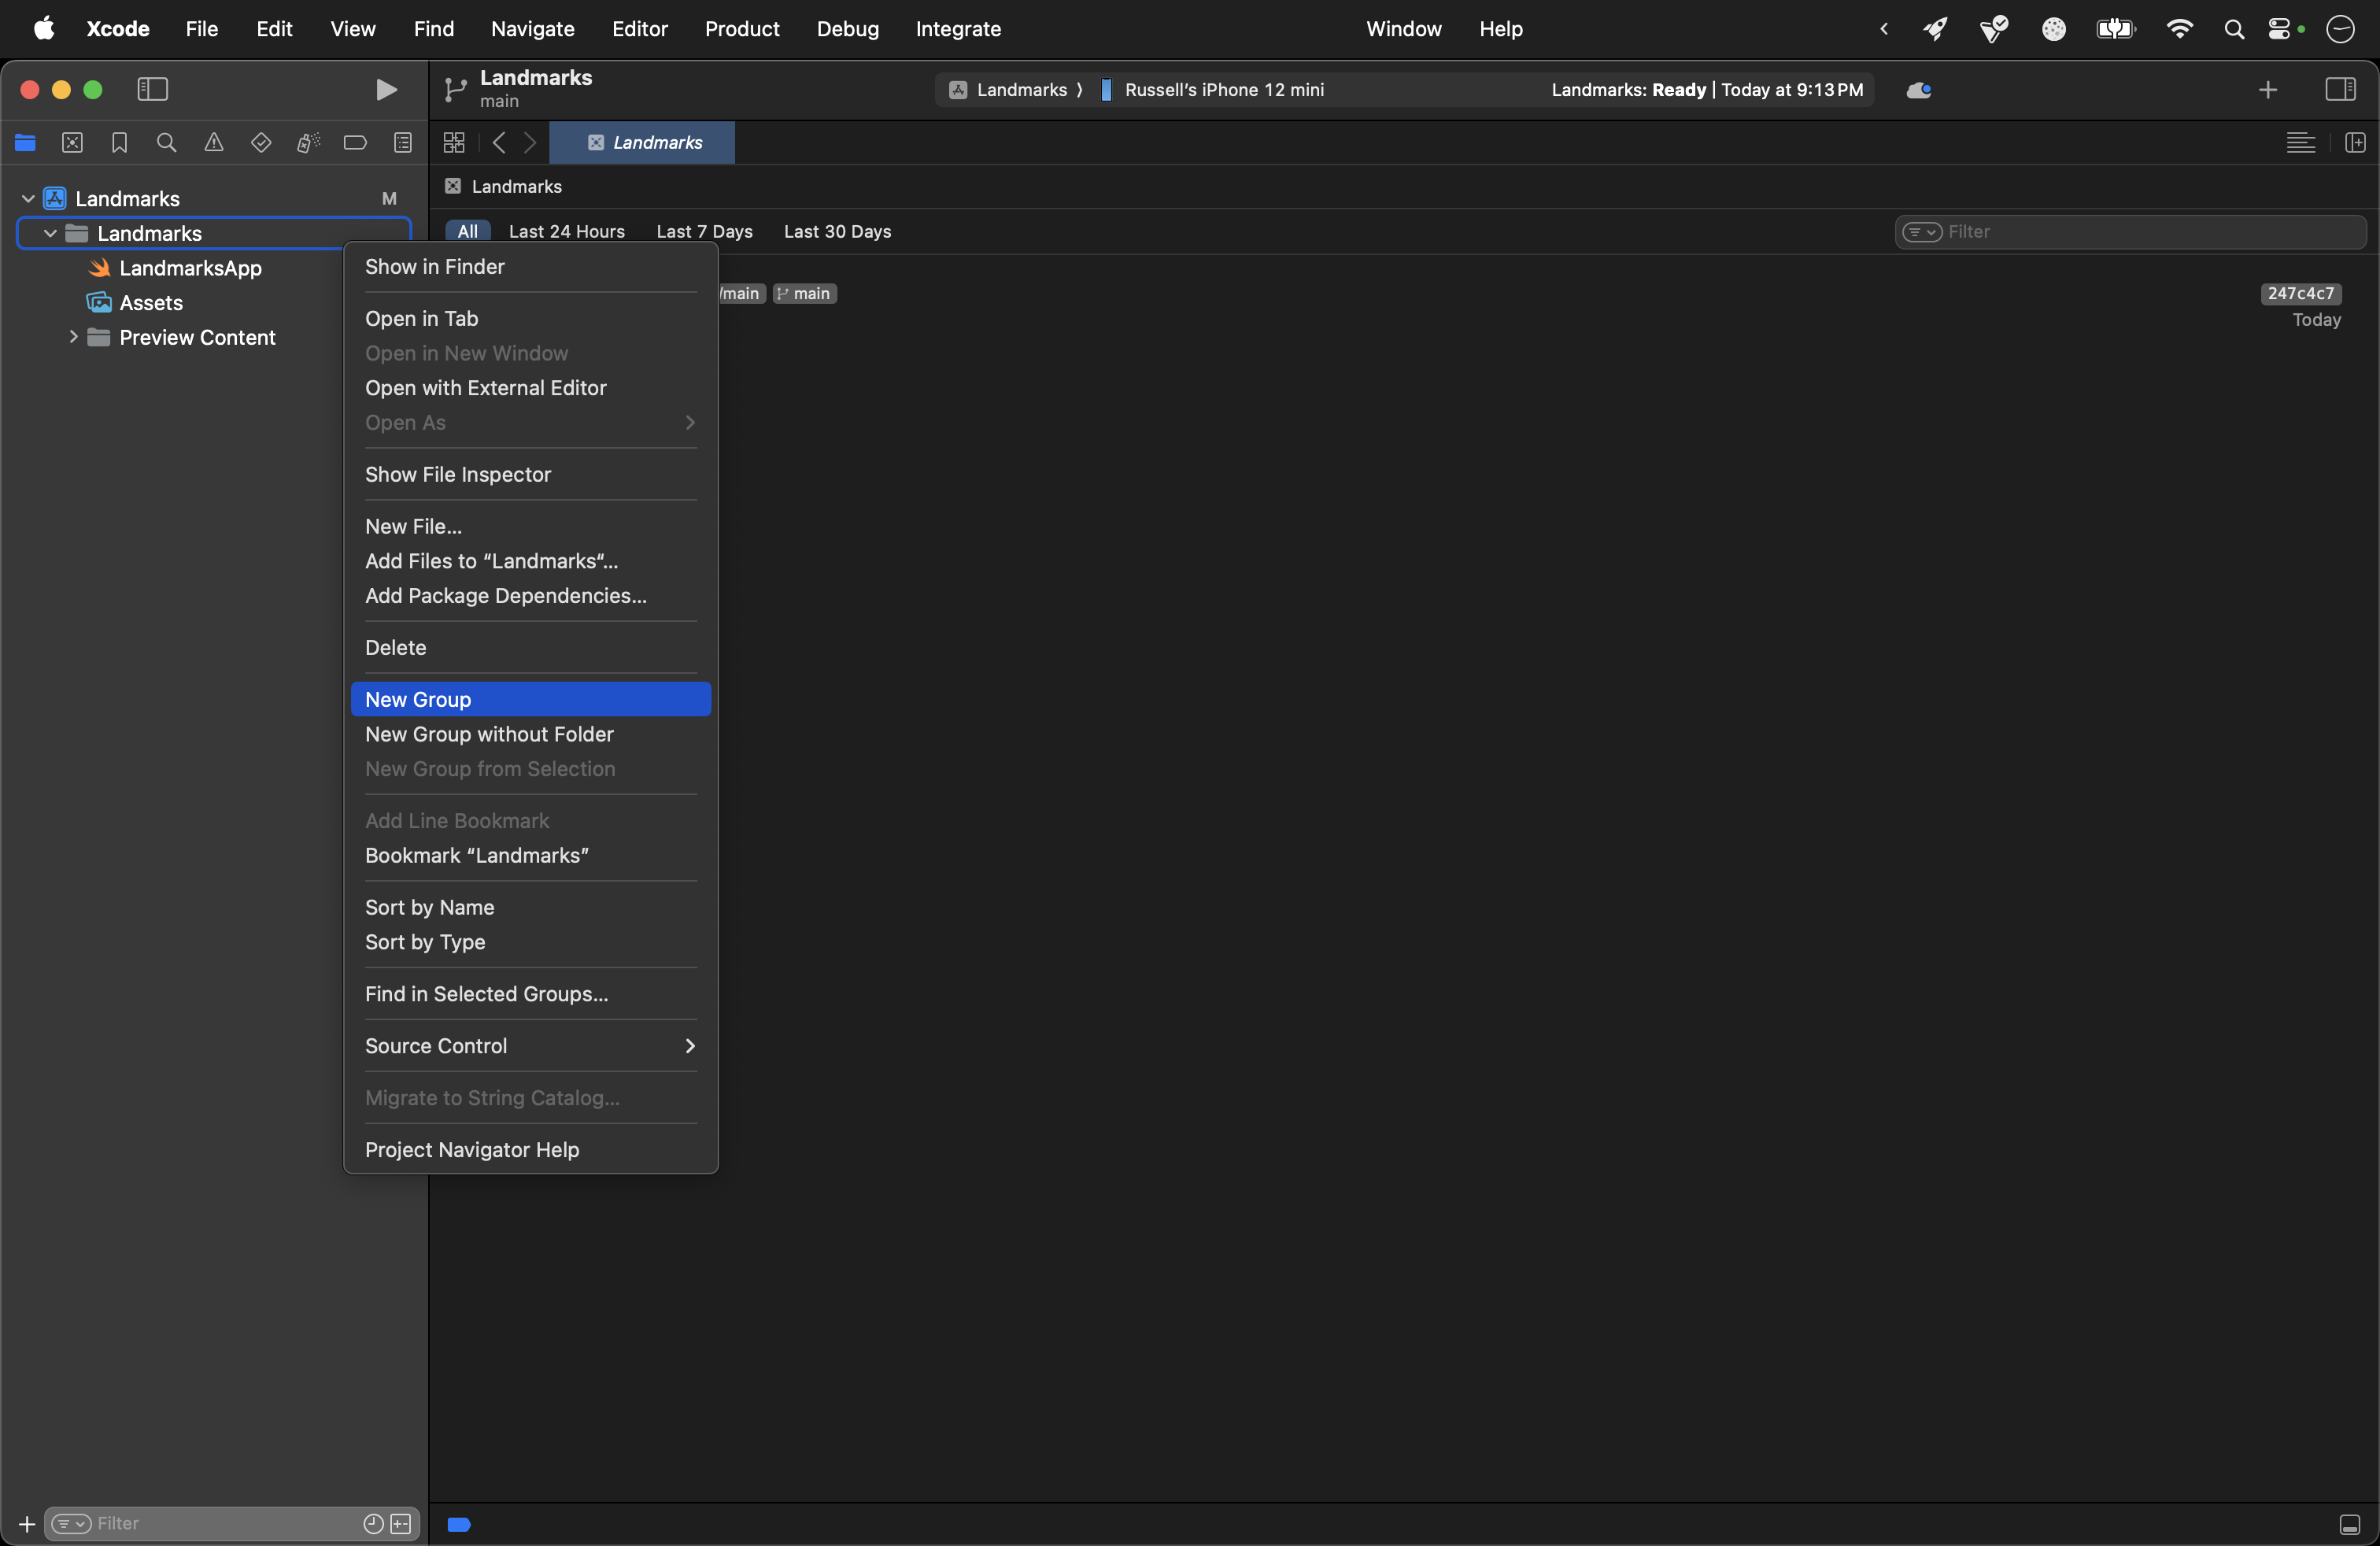 Xcode File Edit View Find Navigate Editor Product Debug Integrate Window Help
Landmarks
main
Landmarks ⟩ Russell’s iPhone 12 mini
Landmarks: Ready | Today at 9:13 PM
Landmarks
Landmarks
Landmarks M
Landmarks
LandmarksApp
Assets
Preview Content
All Last 24 Hours Last 7 Days Last 30 Days
Filter
/main main
247c4c7
Today
Show in Finder
Open in Tab
Open in New Window
Open with External Editor
Open As
Show File Inspector
New File...
Add Files to “Landmarks“...
Add Package Dependencies...
Delete
New Group
New Group without Folder
New Group from Selection
Add Line Bookmark
Bookmark “Landmarks”
Sort by Name
Sort by Type
Find in Selected Groups...
Source Control
Migrate to String Catalog...
Project Navigator Help
Filter